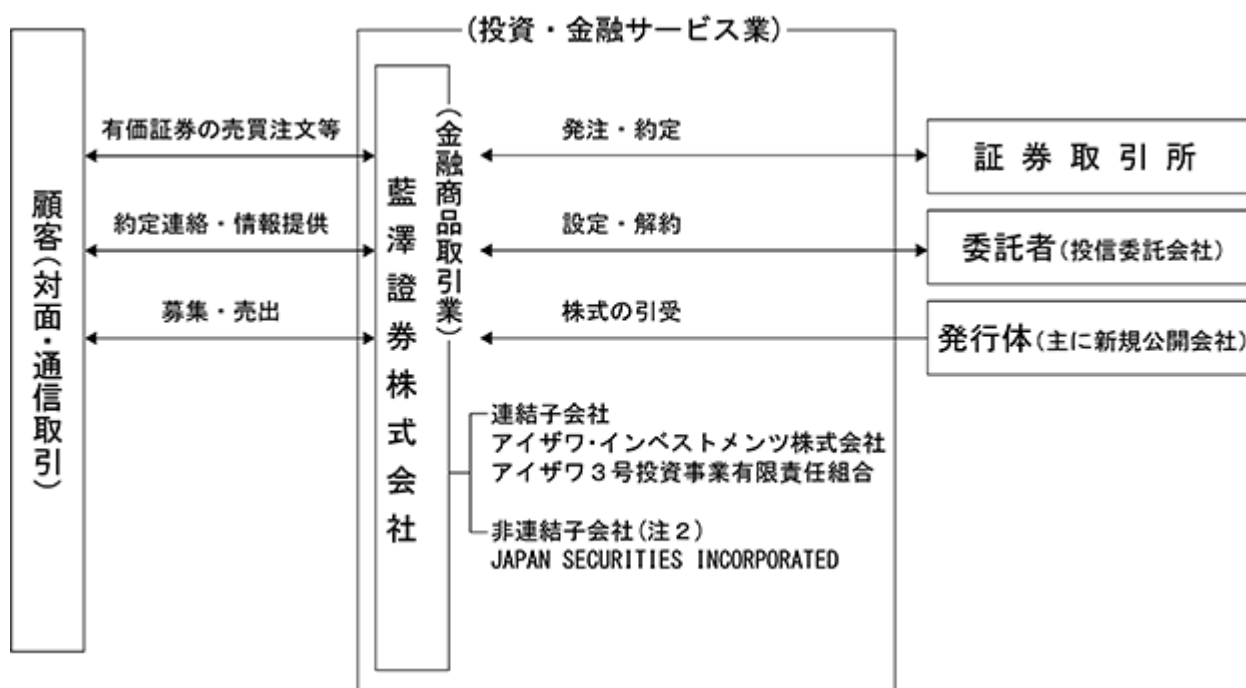 (投資・金融サービス業)
顧客(対面・通信取引)
有価証券の売買注文等
約定連絡・情報提供
募集・売出
藍澤證券株式会社
(金融商品取引業)
発注・約定
設定・解約
株式の引受
証券取引所
委託者(投信委託会社)
発行体(主に新規公開会社)
連結子会社
アイザワ・インベストメンツ株式会社
アイザワ3号投資事業有限責任組合
非連結子会社(注2)
JAPAN SECURITIES INCORPORATED